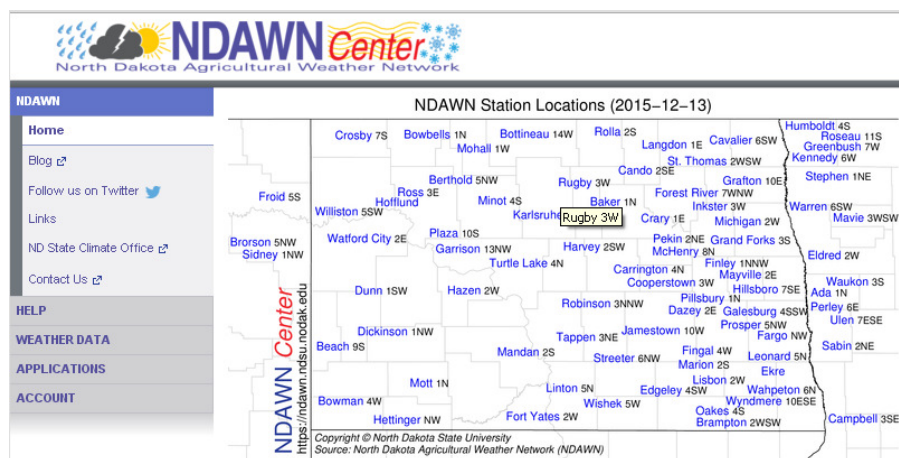 NDAWN Center
North Dakota Agricultural Weather Network
NDAWN
Home
Blog
Follow us on Twitter
Links
ND State Climate Office
Contact Us
HELP
WEATHER DATA
APPLICATIONS
ACCOUNT
NDAWN Station Locations (2015-12-13)
Crosby 7S
Bowbells 1N
Bottineau 14W
Rolla 2S
Humboldt 4S
Roseau 11S
Mohall 1W
Langdon 1E
Cavalier 6SW
Greenbush 7W
Kennedy 6W
St. Thomas 2WSW
Cando 2SE
Stephen 1NE
Berthold 5NW
Rugby 3W
Grafton 10E
Froid 5S
Ross 3E
Hofflund
Minot 4S
Baker 1N
Forest River 7WNW
Inkster 3W
Warren 6SW
Williston 5SW
Karlsruhe
Rugby 3W
Crary 1E
Michigan 2W
Mavie 3WSW
Brorson 5NW
Sidney 1NW
Watford City 2E
Plaza 10S
Garrison 13NW
Harvey 2SW
Pekin 2NE
Grand Forks 3S
McHenry 8N
Eldred 2W
Turtle Lake 4N
Carrington 4N
Finley 1NNW
Mayville 2E
Cooperstown 3W
Waukon 3S
Dunn 1SW
Hazen 2W
Hillsboro 7SE
Ada 1N
Robinson 3NNW
Pillsbury 1N
Dazey 2E
Galesburg 4SSW
Perley 6E
Ulen 7ESE
Dickinson 1NW
Jamestown 10W
Prosper 5NW
Beach 9S
Tappen 3NE
Fargo NW
Sabin 2NE
Mandan 2S
Streeter 6NW
Fingal 4W
Leonard 5N
Marion 2S
Ekre
Mott 1N
Linton 5N
Lisbon 2W
Edgeley 4SW
Wahpeton 6N
Bowman 4W
Wishek 5W
Wyndmere 10ESE
Hettinger NW
Fort Yates 2W
Oakes 4S
Brampton 2WSW
Campbell 3SE
NDAWN Center
https://ndawn.ndsu.nodak.edu
Copyright © North Dakota State University
Source: North Dakota Agricultural Weather Network (NDAWN)